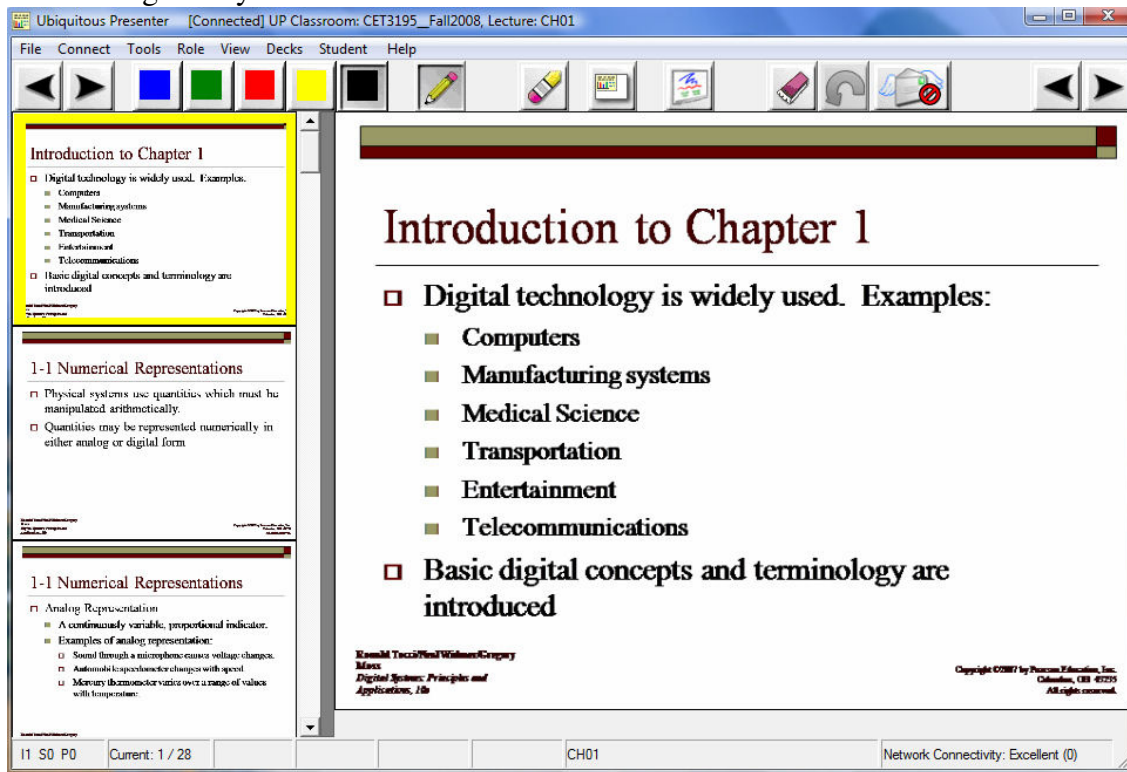 Ubiquitous Presenter [Connected] UP Classroom: CET3195_Fall2008, Lecture: CH01
File Connect Tools Role View Decks Student Help
Introduction to Chapter 1
Digital technology is widely used. Examples.
Computers
Manufacturing systems
Medical Science
Transportation
Entertainment
Telecommunications
Basic digital concepts and terminology are
introduced
1-1 Numerical Representations
Physical systems use quantities which must be
manipulated arithmetically.
Quantities may be represented numerically in
either analog or digital form
1-1 Numerical Representations
Analog Representation
A continuously variable, proportional indicator.
Examples of analog representation:
Sound through a microphone causes voltage changes.
Automobile speedometer changes with speed
Mercury thermometer varies over a range of values
with temperature
Introduction to Chapter 1
Digital technology is widely used. Examples:
Computers
Manufacturing systems
Medical Science
Transportation
Entertainment
Telecommunications
Basic digital concepts and terminology are
introduced
Ronald Tocci/Neal Widmer/Gregory
Moss
Digital Systems: Principles and
Applications, 10e
Copyright ©2007 by Pearson Education, Inc.
Columbus, OH 43235
All rights reserved.
I1 S0 P0
Current: 1 / 28
CH01
Network Connectivity: Excellent (0)